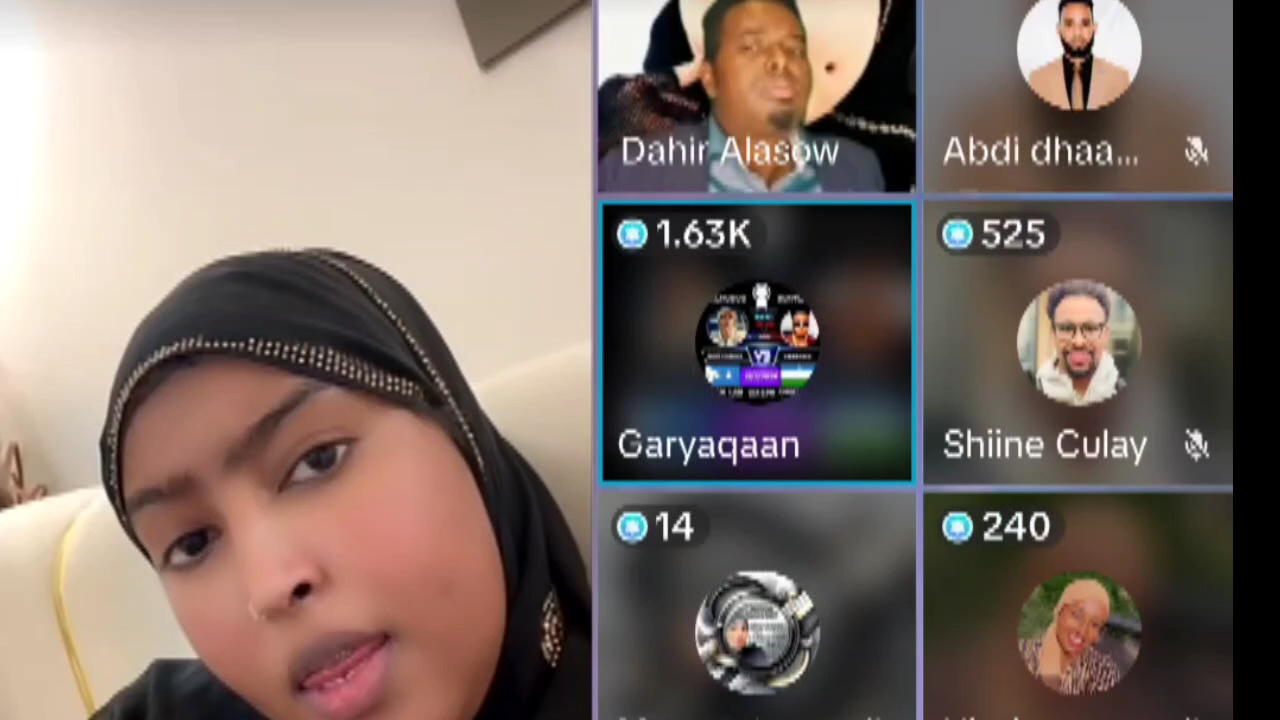 Dahir Alasow
Abdi dhaa...
1.63K
525
Garyaqaan
Shiine Culay
14
240